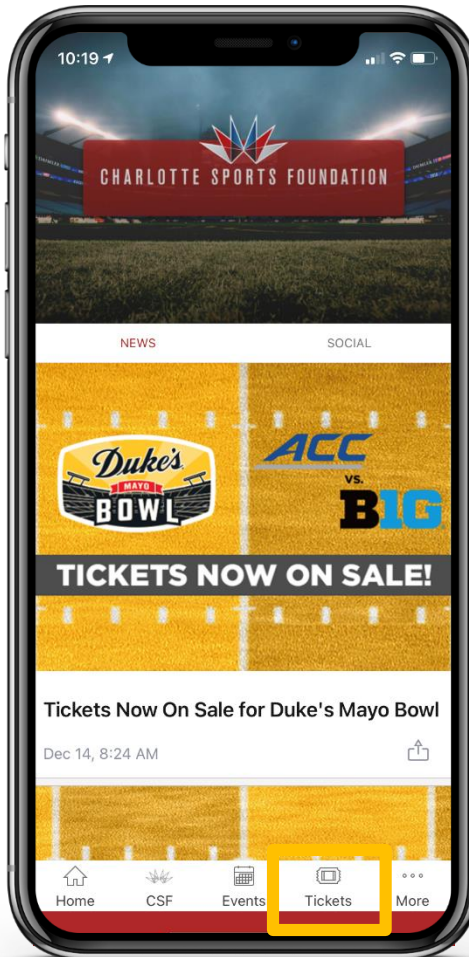 10:19
CHARLOTTE SPORTS FOUNDATION
NEWS
SOCIAL
Duke's
MAYO
BOWL
ACC
VS.
B1G
TICKETS NOW ON SALE!
Tickets Now On Sale for Duke's Mayo Bowl
Dec 14, 8:24 AM
Home
CSF
Events
Tickets
More